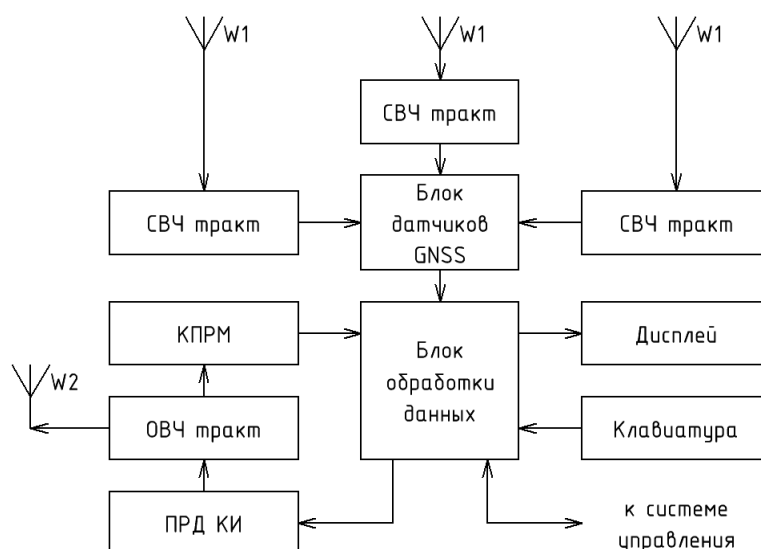 W1
W1
W1
СВЧ тракт
СВЧ тракт
Блок
датчиков
GNSS
СВЧ тракт
КПРМ
Блок
обработки
данных
Дисплей
W2
ОВЧ тракт
Клавиатура
ПРД КИ
к системе
управления